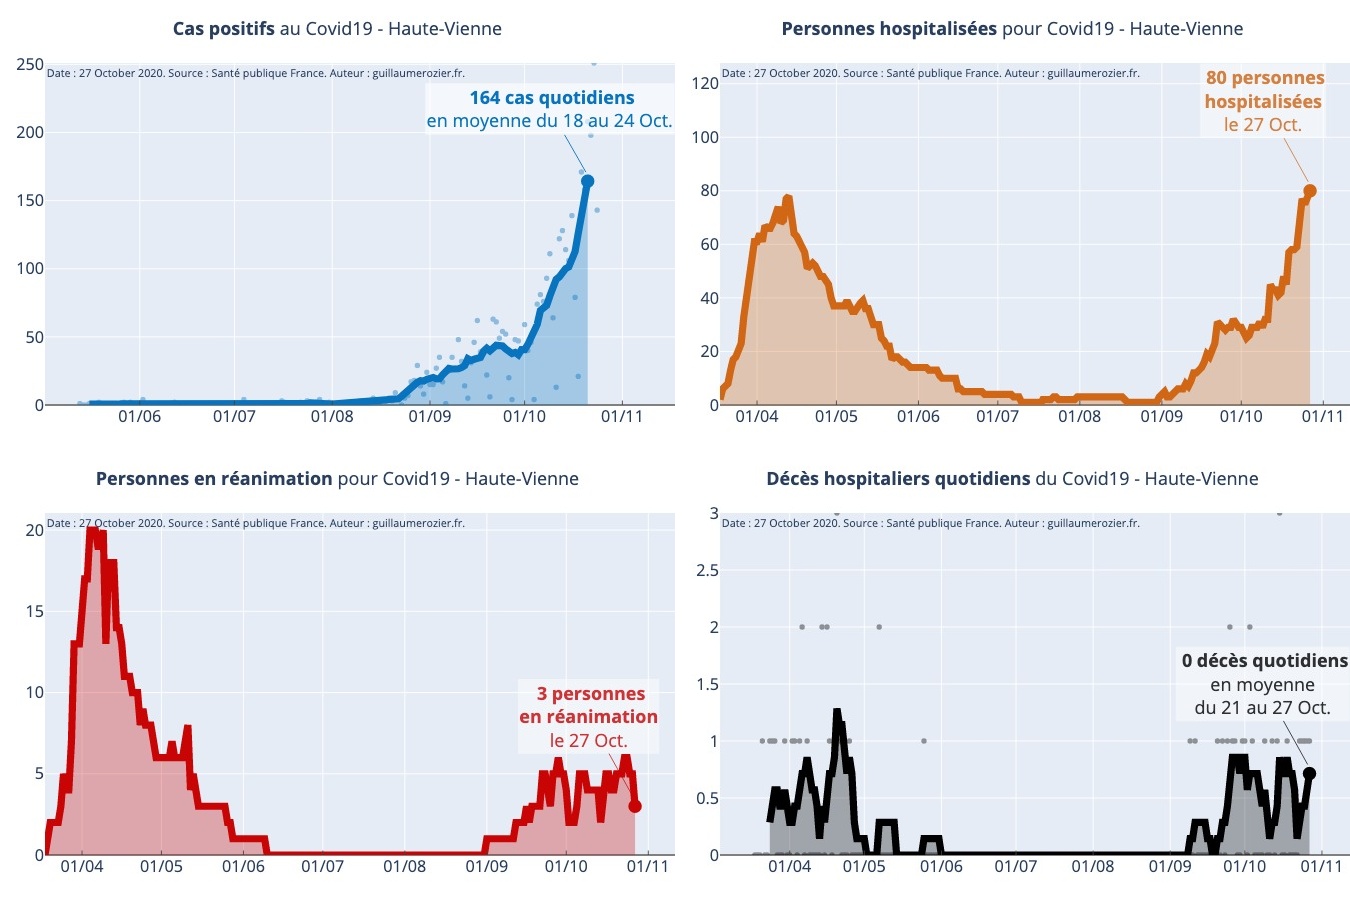 Cas positifs au Covid19 - Haute-Vienne
Date : 27 October 2020. Source : Santé publique France. Auteur : guillaumerozier.fr.
164 cas quotidiens
en moyenne du 18 au 24 Oct.
250
200
150
100
50
0
01/06
01/07
01/08
01/09
01/10
01/11
Personnes hospitalisées pour Covid19 - Haute-Vienne
Date : 27 October 2020. Source : Santé publique France. Auteur : guillaumerozier.fr.
80 personnes
hospitalisées
le 27 Oct.
120
100
80
60
40
20
0
01/04
01/05
01/06
01/07
01/08
01/09
01/10
01/11
Personnes en réanimation pour Covid19 - Haute-Vienne
Date : 27 October 2020. Source : Santé publique France. Auteur : guillaumerozier.fr.
3 personnes
en réanimation
le 27 Oct.
20
15
10
5
0
01/04
01/05
01/06
01/07
01/08
01/09
01/10
01/11
Décès hospitaliers quotidiens du Covid19 - Haute-Vienne
Date : 27 October 2020. Source : Santé publique France. Auteur : guillaumerozier.fr.
0 décès quotidiens
en moyenne
du 21 au 27 Oct.
3
2.5
2
1.5
1
0.5
0
01/04
01/05
01/06
01/07
01/08
01/09
01/10
01/11